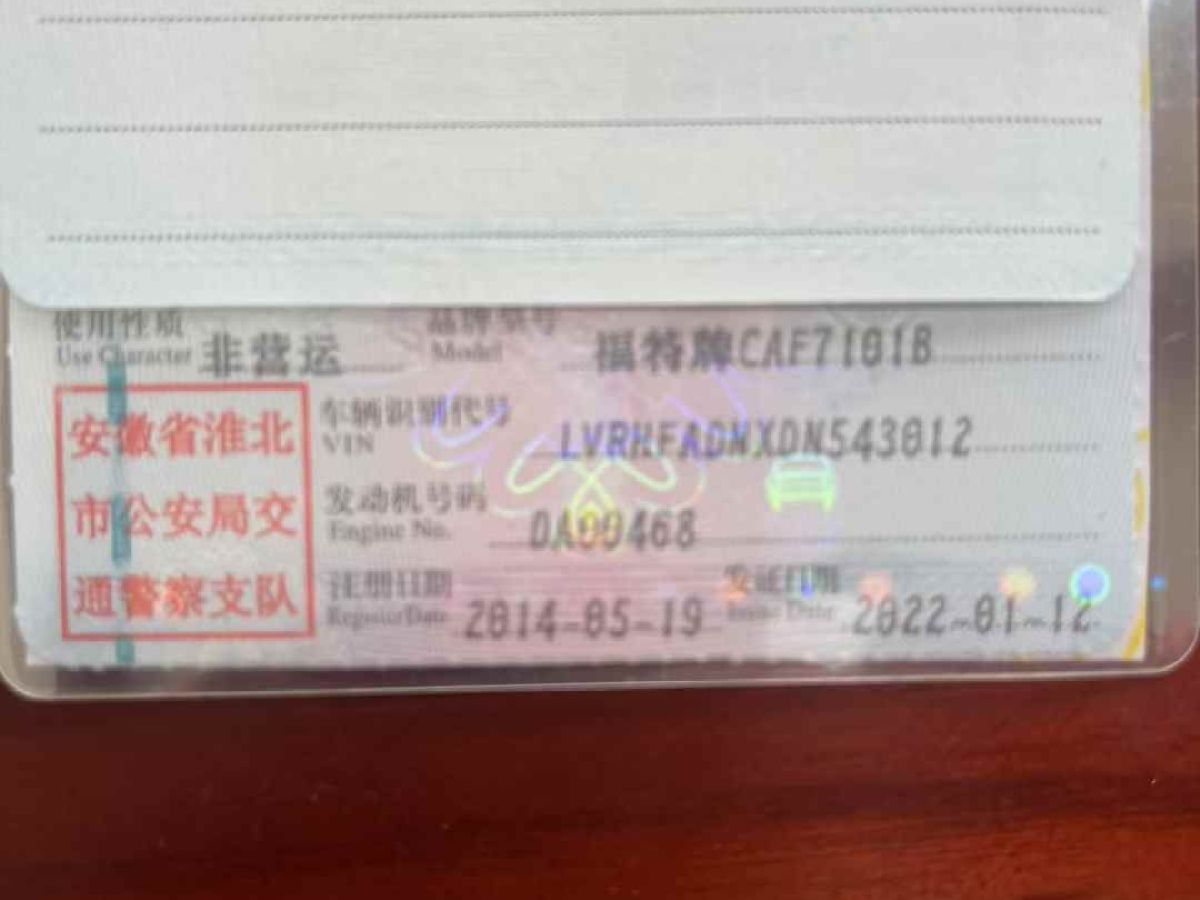 使用性质 品牌型号
Use Character 非营运 Model 福特牌CAF7101B
安徽省淮北 车辆识别代号
VIN LVRHFADNXDN543012
市公安局交 发动机号码
Engine No. DA00468
通警察支队 注册日期 发证日期
Register Date 2014-05-19 Issue Date 2022-01-12